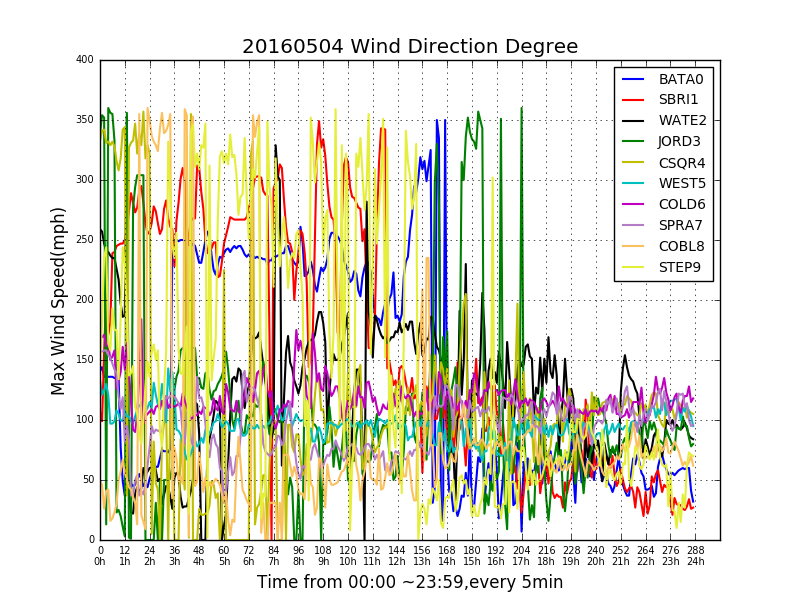 20160504 Wind Direction Degree
Max Wind Speed(mph)
400
350
300
250
200
150
100
50
0
BATA0
SBRI1
WATE2
JORD3
CSQR4
WEST5
COLD6
SPRA7
COBL8
STEP9
0 12 24 36 48 60 72 84 96 108 120 132 144 156 168 180 192 204 216 228 240 252 264 276 288
0h 1h 2h 3h 4h 5h 6h 7h 8h 9h 10h 11h 12h 13h 14h 15h 16h 17h 18h 19h 20h 21h 22h 23h 24h
Time from 00:00 ~23:59,every 5min